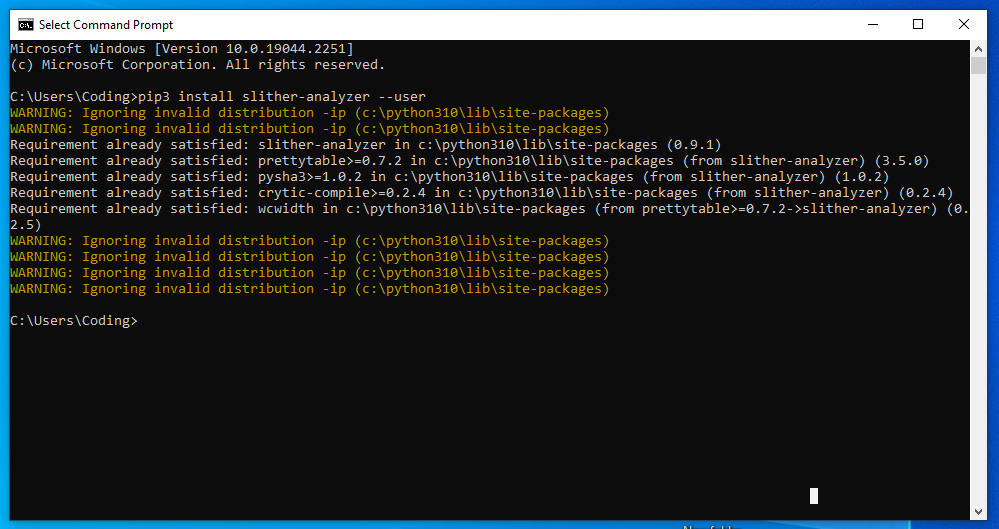 Select Command Prompt
Microsoft Windows [Version 10.0.19044.2251]
(c) Microsoft Corporation. All rights reserved.
C:\Users\Coding>pip3 install slither-analyzer --user
WARNING: Ignoring invalid distribution -ip (c:\python310\lib\site-packages)
WARNING: Ignoring invalid distribution -ip (c:\python310\lib\site-packages)
Requirement already satisfied: slither-analyzer in c:\python310\lib\site-packages (0.9.1)
Requirement already satisfied: prettytable>=0.7.2 in c:\python310\lib\site-packages (from slither-analyzer) (3.5.0)
Requirement already satisfied: pysha3>=1.0.2 in c:\python310\lib\site-packages (from slither-analyzer) (1.0.2)
Requirement already satisfied: crytic-compile>=0.2.4 in c:\python310\lib\site-packages (from slither-analyzer) (0.2.4)
Requirement already satisfied: wcwidth in c:\python310\lib\site-packages (from prettytable>=0.7.2->slither-analyzer) (0.
2.5)
WARNING: Ignoring invalid distribution -ip (c:\python310\lib\site-packages)
WARNING: Ignoring invalid distribution -ip (c:\python310\lib\site-packages)
WARNING: Ignoring invalid distribution -ip (c:\python310\lib\site-packages)
WARNING: Ignoring invalid distribution -ip (c:\python310\lib\site-packages)
C:\Users\Coding>